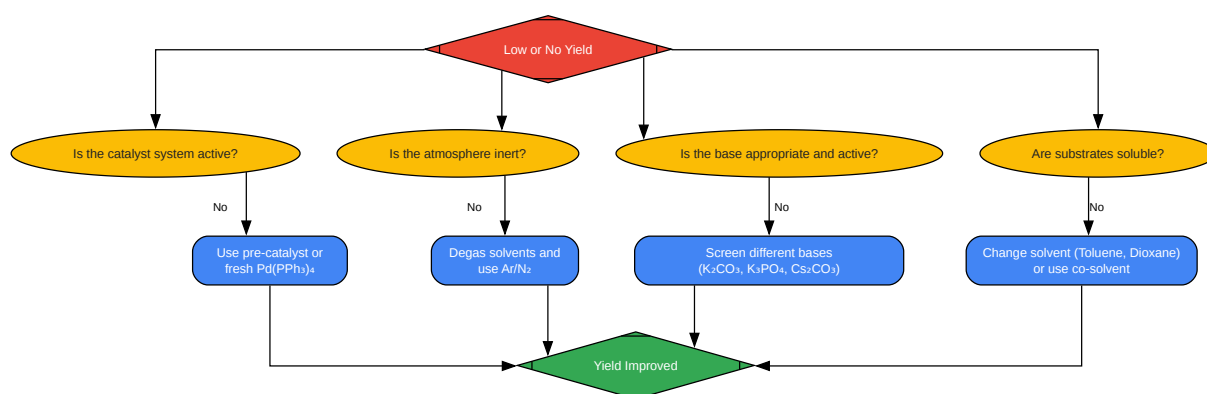 Low or No Yield
Is the catalyst system active?
Is the atmosphere inert?
Is the base appropriate and active?
Are substrates soluble?
No
No
No
No
Use pre-catalyst or
fresh Pd(PPh₃)₄
Degas solvents and
use Ar/N₂
Screen different bases
(K₂CO₃, K₃PO₄, Cs₂CO₃)
Change solvent (Toluene, Dioxane)
or use co-solvent
Yield Improved